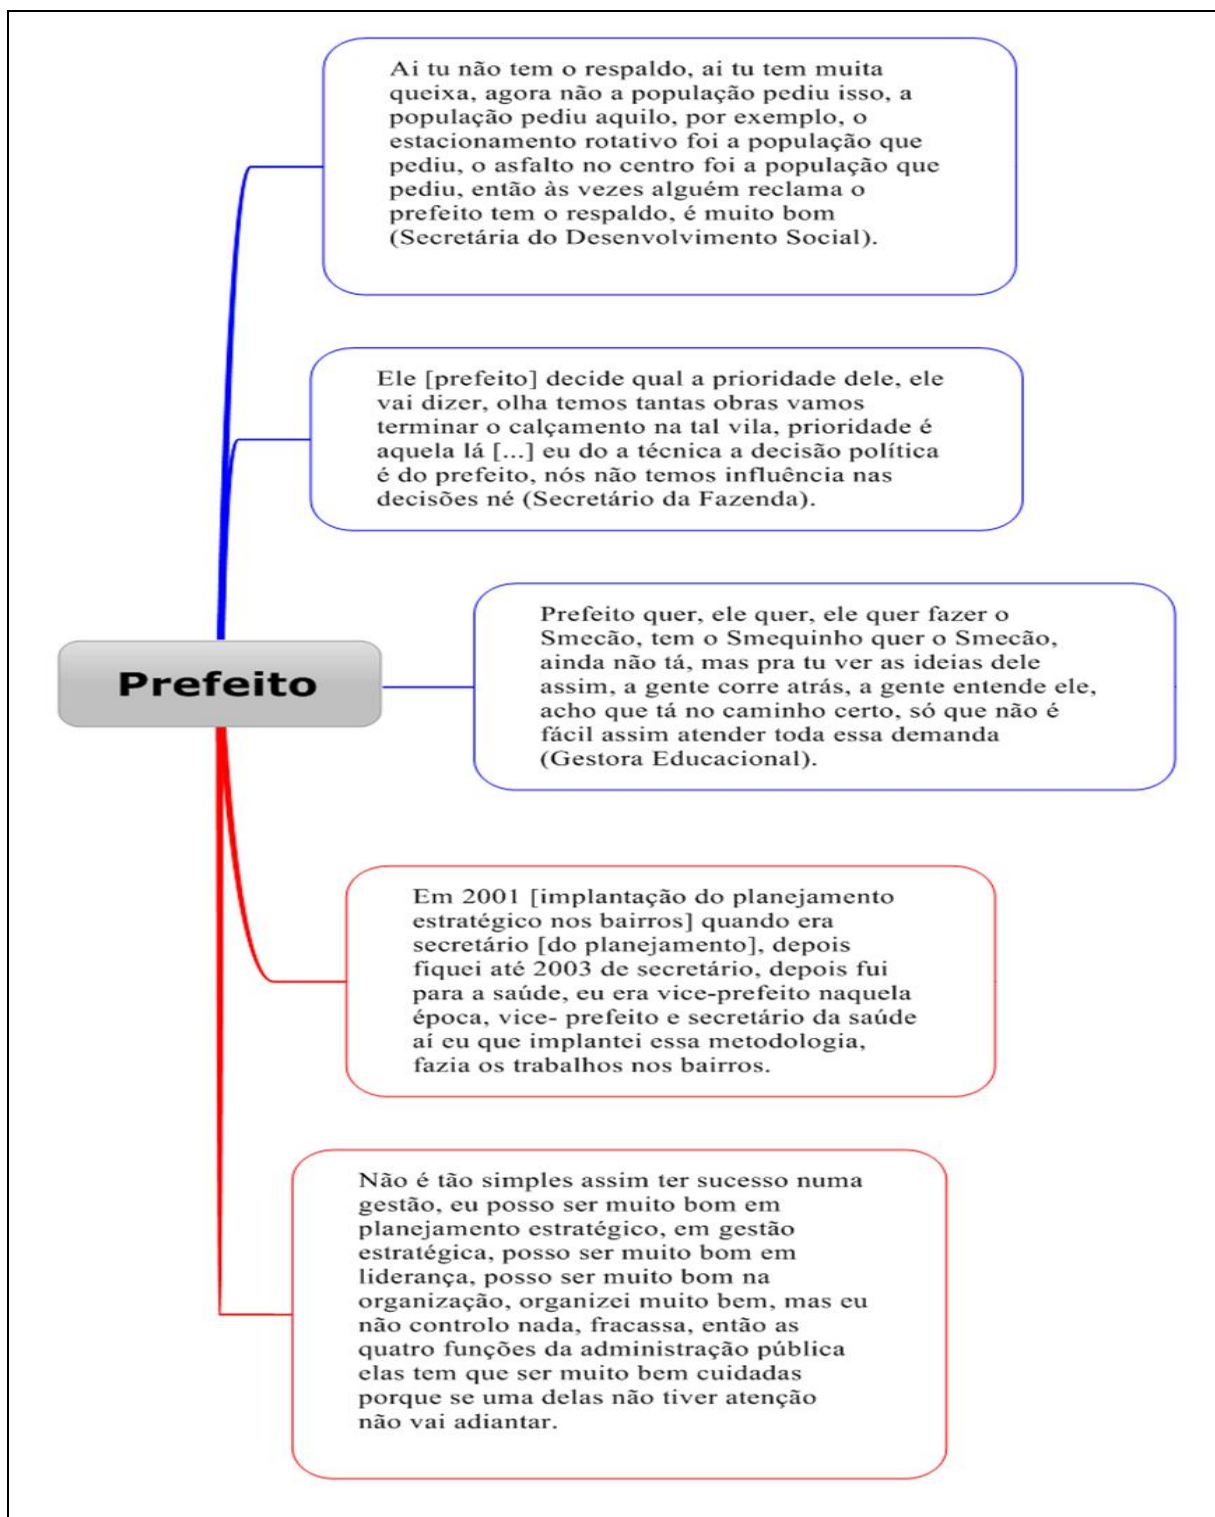 Ai tu não tem o respaldo, ai tu tem muita
queixa, agora não a população pediu isso, a
população pediu aquilo, por exemplo, o
estacionamento rotativo foi a população que
pediu, o asfalto no centro foi a população que
pediu, então às vezes alguém reclama o
prefeito tem o respaldo, é muito bom
(Secretária do Desenvolvimento Social).
Ele [prefeito] decide qual a prioridade dele, ele
vai dizer, olha temos tantas obras vamos
terminar o calçamento na tal vila, prioridade é
aquela lá [...] eu do a técnica a decisão política
é do prefeito, nós não temos influência nas
decisões né (Secretário da Fazenda).
Prefeito quer, ele quer, ele quer fazer o
Smecão, tem o Smequinho quer o Smecão,
ainda não tá, mas pra tu ver as ideias dele
assim, a gente corre atrás, a gente entende ele,
acho que tá no caminho certo, só que não é
fácil assim atender toda essa demanda
(Gestora Educacional).
Prefeito
Em 2001 [implantação do planejamento
estratégico nos bairros] quando era
secretário [do planejamento], depois
fiquei até 2003 de secretário, depois fui
para a saúde, eu era vice-prefeito naquela
época, vice- prefeito e secretário da saúde
aí eu que implantei essa metodologia,
fazia os trabalhos nos bairros.
Não é tão simples assim ter sucesso numa
gestão, eu posso ser muito bom em
planejamento estratégico, em gestão
estratégica, posso ser muito bom em
liderança, posso ser muito bom na
organização, organizei muito bem, mas eu
não controlo nada, fracassa, então as
quatro funções da administração pública
elas tem que ser muito bem cuidadas
porque se uma delas não tiver atenção
não vai adiantar.